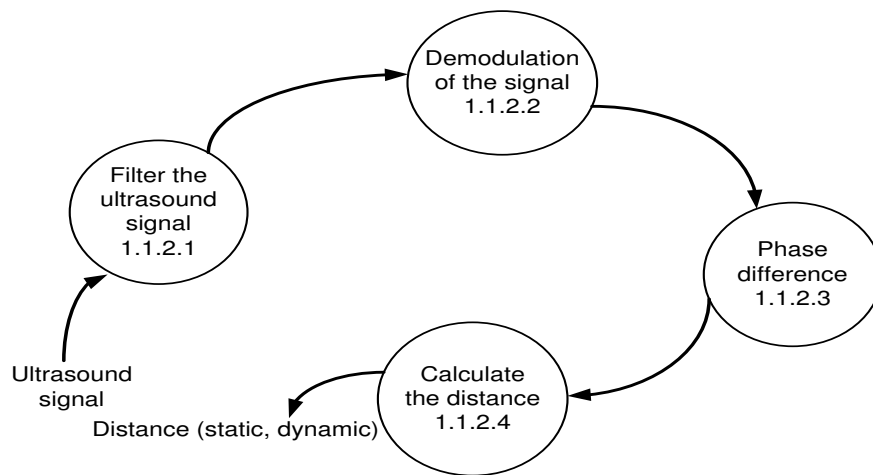 Demodulation
of the signal
1.1.2.2
Filter the
ultrasound
signal
1.1.2.1
Phase
difference
1.1.2.3
Ultrasound
signal
Calculate
the distance
1.1.2.4
Distance (static, dynamic)